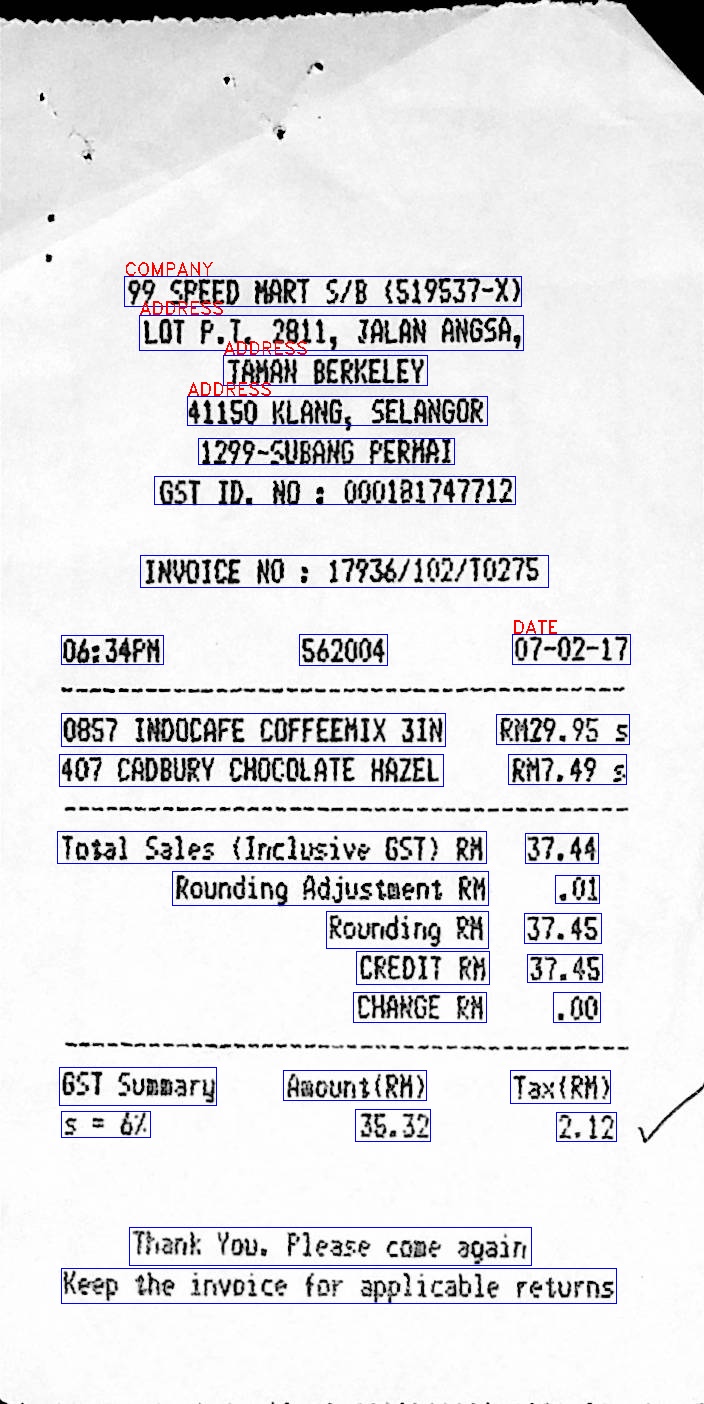 COMPANY
99 SPEED MART S/B (519537-X)
ADDRESS
LOT P.T. 2811, JALAN ANGSA,
ADDRESS
TAMAN BERKELEY
ADDRESS
41150 KLANG, SELANGOR
1299-SUBANG PERMAI
GST ID. NO : 000181747712
INVOICE NO : 17936/102/T0275
DATE
06:34PM 562004 07-02-17
0857 INDOCAFE COFFEEMIX 3IN RM29.95 s
407 CADBURY CHOCOLATE HAZEL RM7.49 s
Total Sales (Inclusive GST) RM 37.44
Rounding Adjustment RM .01
Rounding RM 37.45
CREDIT RM 37.45
CHANGE RM .00
GST Summary Amount(RM) Tax(RM)
s = 6% 35.32 2.12
Thank You. Please come again
Keep the invoice for applicable returns